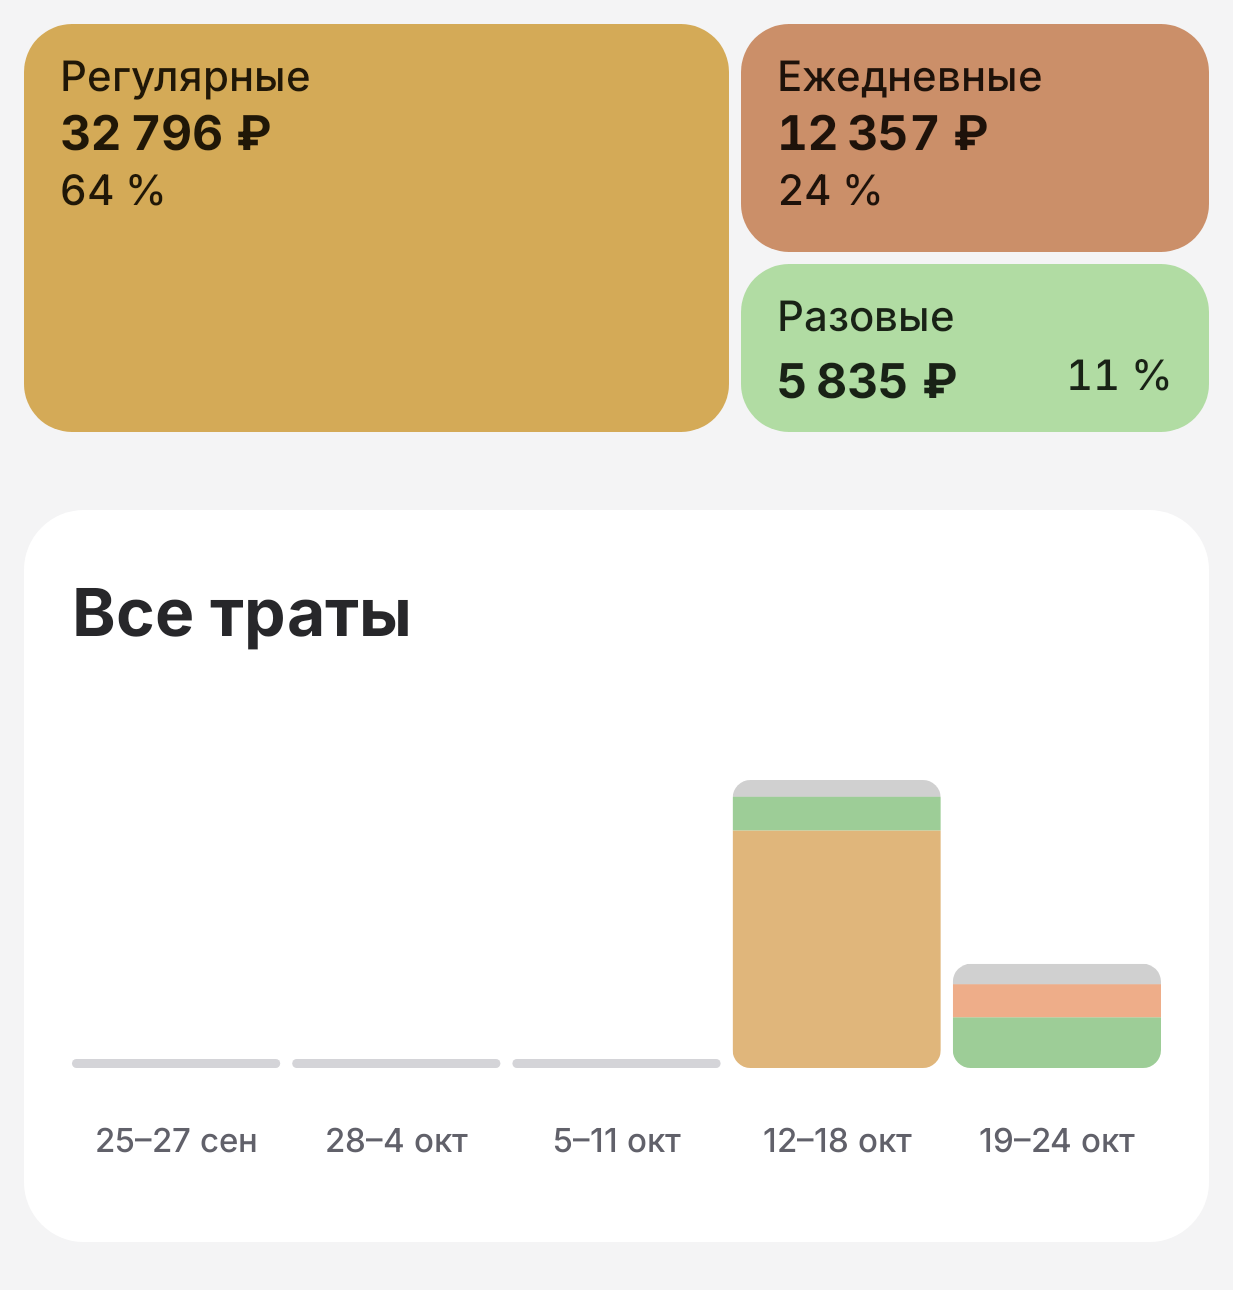 Регулярные
32 796 ₽
64 %
Ежедневные
12 357 ₽
24 %
Разовые
5 835 ₽ 11 %
Все траты
25–27 сен 28–4 окт 5–11 окт 12–18 окт 19–24 окт